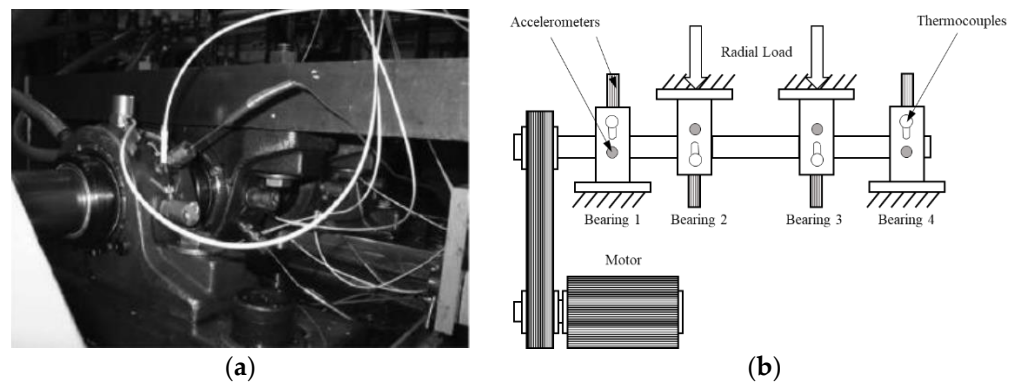 Accelerometers
Thermocouples
Radial Load
Bearing 1
Bearing 2
Bearing 3
Bearing 4
Motor
(a)
(b)